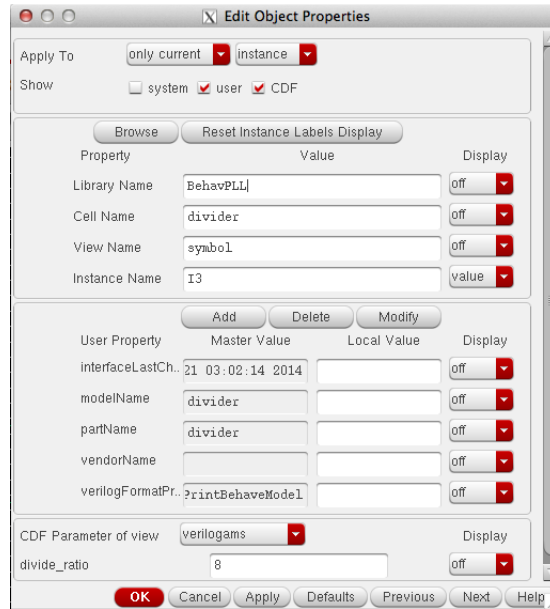 X Edit Object Properties
Apply To only current instance
Show system user CDF
Browse Reset Instance Labels Display
Property Value Display
Library Name BehavPLL off
Cell Name divider off
View Name symbol off
Instance Name I3 value
Add Delete Modify
User Property Master Value Local Value Display
interfaceLastCh.. 21 03:02:14 2014 off
modelName divider off
partName divider off
vendorName off
verilogFormatPr.. PrintBehaveModel off
CDF Parameter of view verilogams Display
divide_ratio 8 off
OK Cancel Apply Defaults Previous Next Help